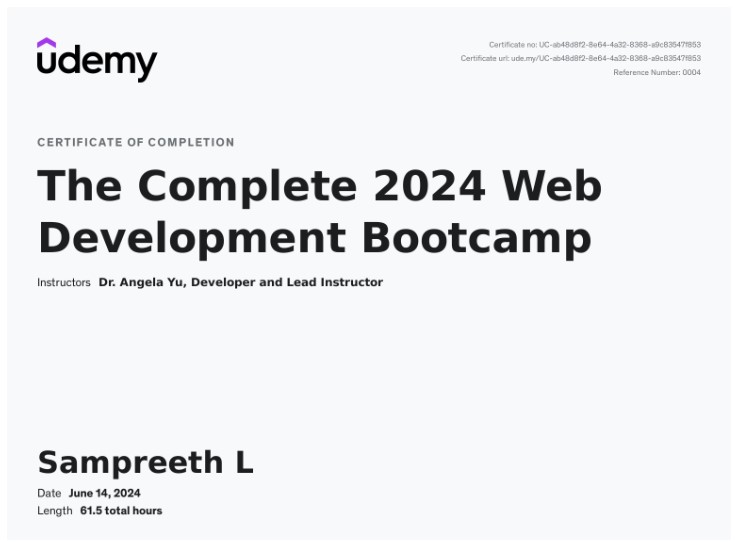 udemy
Certificate no: UC-ab48d8f2-8e64-4a32-8368-a9c83547f853
Certificate url: ude.my/UC-ab48d8f2-8e64-4a32-8368-a9c83547f853
Reference Number: 0004
CERTIFICATE OF COMPLETION
The Complete 2024 Web
Development Bootcamp
Instructors Dr. Angela Yu, Developer and Lead Instructor
Sampreeth L
Date June 14, 2024
Length 61.5 total hours